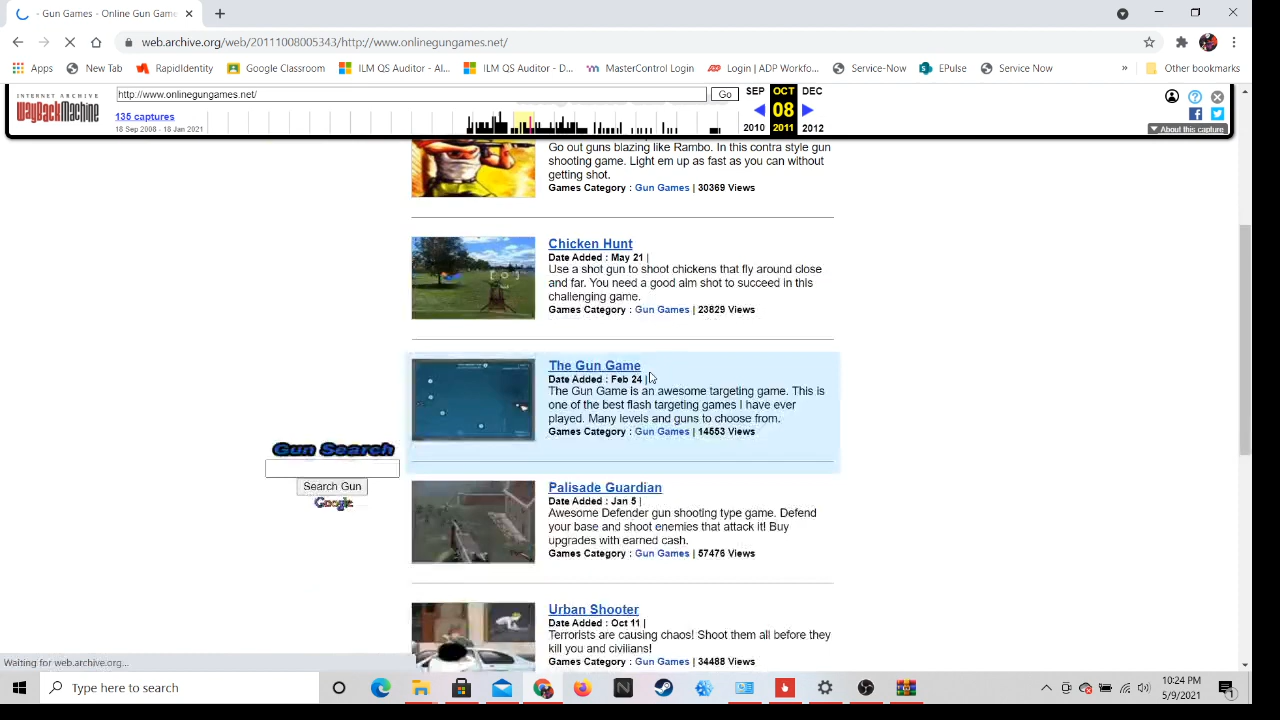 - Gun Games - Online Gun Game
web.archive.org/web/20111008005343/http://www.onlinegungames.net/
Apps New Tab RapidIdentity Google Classroom ILM QS Auditor - Al... ILM QS Auditor - D... MasterControl Login Login | ADP Workfo... Service-Now EPulse Service Now » Other bookmarks
INTERNET ARCHIVE
WayBackMachine
http://www.onlinegungames.net/ Go
SEP OCT DEC
135 captures
08
18 Sep 2008 - 18 Jan 2021
2010 2011 2012
About this capture
Go out guns blazing like Rambo. In this contra style gun
shooting game. Light em up as fast as you can without
getting shot.
Games Category : Gun Games | 30369 Views
Chicken Hunt
Date Added : May 21 |
Use a shot gun to shoot chickens that fly around close
and far. You need a good aim shot to succeed in this
challenging game.
Games Category : Gun Games | 23829 Views
The Gun Game
Date Added : Feb 24 |
The Gun Game is an awesome targeting game. This is
one of the best flash targeting games I have ever
played. Many levels and guns to choose from.
Games Category : Gun Games | 14553 Views
Gun Search
Search Gun
Google
Palisade Guardian
Date Added : Jan 5 |
Awesome Defender gun shooting type game. Defend
your base and shoot enemies that attack it! Buy
upgrades with earned cash.
Games Category : Gun Games | 57476 Views
Urban Shooter
Date Added : Oct 11 |
Terrorists are causing chaos! Shoot them all before they
kill you and civilians!
Games Category : Gun Games | 34488 Views
Waiting for web.archive.org...
Type here to search
10:24 PM
5/9/2021